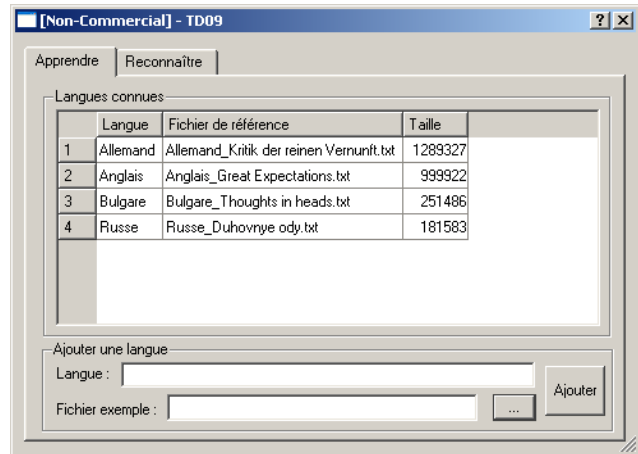 [Non-Commercial] - TD09
Apprendre Reconnaître
Langues connues
Langue Fichier de référence Taille
1 Allemand Allemand_Kritik der reinen Vernunft.txt 1289327
2 Anglais Anglais_Great Expectations.txt 999922
3 Bulgare Bulgare_Thoughts in heads.txt 251486
4 Russe Russe_Duhovnye ody.txt 181583
Ajouter une langue
Langue :
Fichier exemple : ...
Ajouter